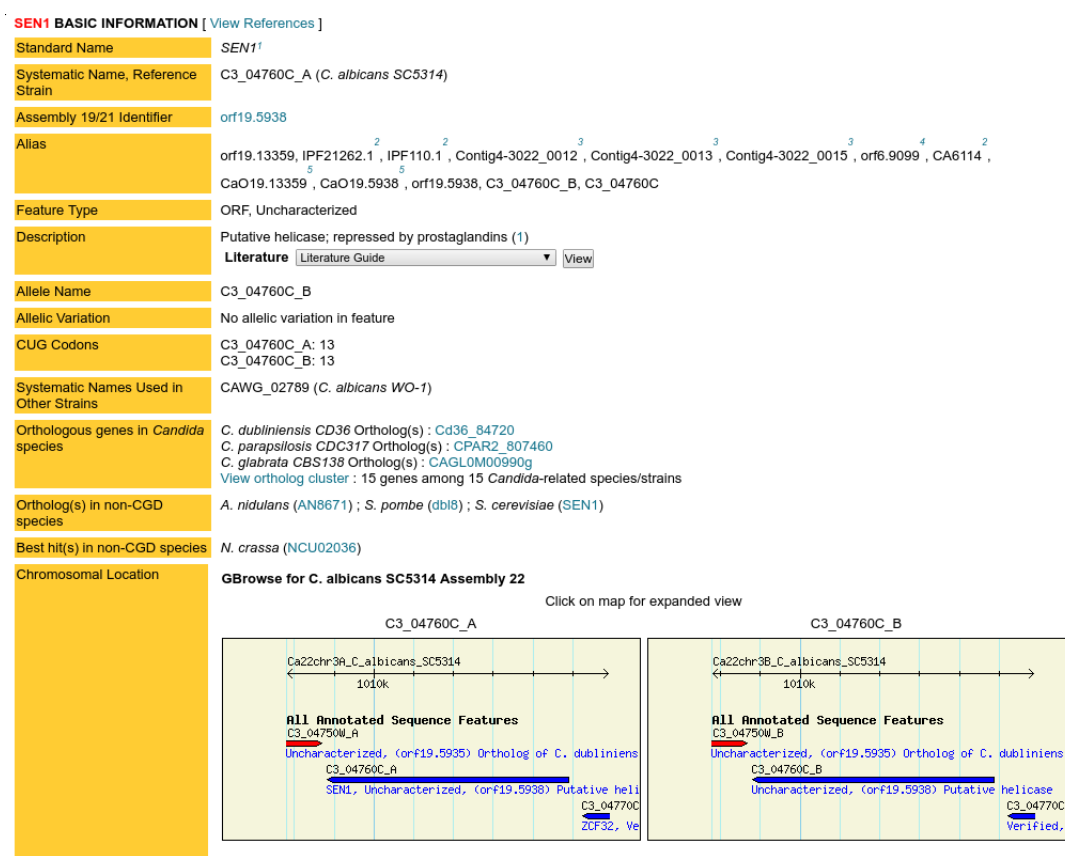 SEN1 BASIC INFORMATION [ View References ]
Standard Name SEN1 1
Systematic Name, Reference Strain C3_04760C_A (C. albicans SC5314)
Assembly 19/21 Identifier orf19.5938
Alias orf19.13359, IPF21262.1 2 , IPF110.1 2 , Contig4-3022_0012 3 , Contig4-3022_0013 3 , Contig4-3022_0015 3 , orf6.9099 4 , CA6114 2 ,
CaO19.13359 5 , CaO19.5938 5 , orf19.5938, C3_04760C_B, C3_04760C
Feature Type ORF, Uncharacterized
Description Putative helicase; repressed by prostaglandins (1)
Literature Literature Guide View
Allele Name C3_04760C_B
Allelic Variation No allelic variation in feature
CUG Codons C3_04760C_A: 13
C3_04760C_B: 13
Systematic Names Used in Other Strains CAWG_02789 (C. albicans WO-1)
Orthologous genes in Candida species C. dubliniensis CD36 Ortholog(s) : Cd36_84720
C. parapsilosis CDC317 Ortholog(s) : CPAR2_807460
C. glabrata CBS138 Ortholog(s) : CAGL0M00990g
View ortholog cluster : 15 genes among 15 Candida-related species/strains
Ortholog(s) in non-CGD species A. nidulans (AN8671) ; S. pombe (dbl8) ; S. cerevisiae (SEN1)
Best hit(s) in non-CGD species N. crassa (NCU02036)
Chromosomal Location GBrowse for C. albicans SC5314 Assembly 22
Click on map for expanded view
C3_04760C_A
Ca22chr3A_C_albicans_SC5314
1010k
All Annotated Sequence Features
C3_04750W_A
Uncharacterized, (orf19.5935) Ortholog of C. dubliniens
C3_04760C_A
SEN1, Uncharacterized, (orf19.5938) Putative heli
C3_04770C
ZCF32, Ve
C3_04760C_B
Ca22chr3B_C_albicans_SC5314
1010k
All Annotated Sequence Features
C3_04750W_B
Uncharacterized, (orf19.5935) Ortholog of C. dubliniens
C3_04760C_B
Uncharacterized, (orf19.5938) Putative helicase
C3_04770C
Verified,